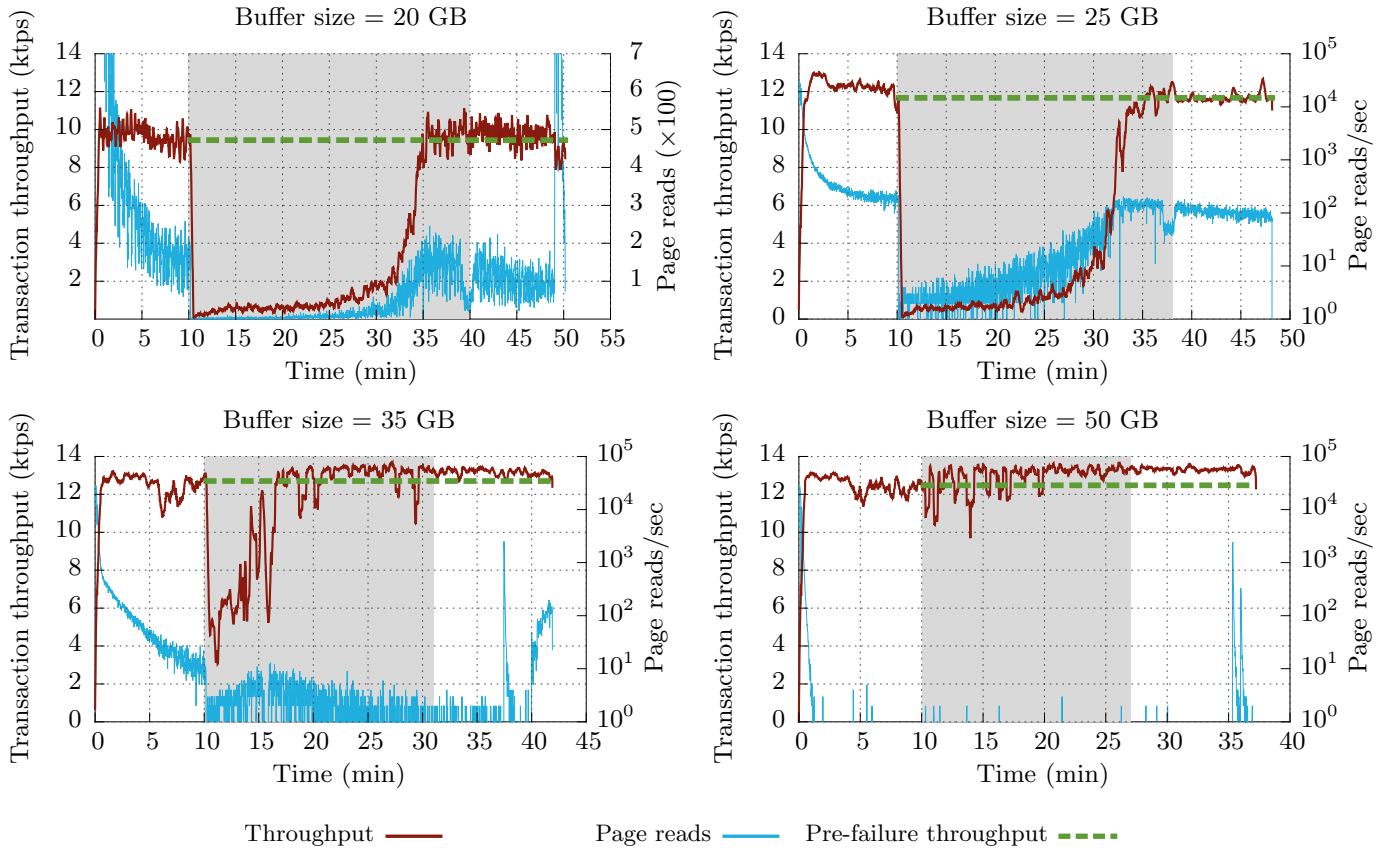 Buffer size = 20 GB
Transaction throughput (ktps)
14
12
10
8
6
4
2
7
6
5
4
3
2
1
Page reads (×100)
0 5 10 15 20 25 30 35 40 45 50 55
Time (min)
Buffer size = 25 GB
Transaction throughput (ktps)
14
12
10
8
6
4
2
0
10^5
10^4
10^3
10^2
10^1
10^0
Page reads/sec
0 5 10 15 20 25 30 35 40 45 50
Time (min)
Buffer size = 35 GB
Transaction throughput (ktps)
14
12
10
8
6
4
2
0
10^5
10^4
10^3
10^2
10^1
10^0
Page reads/sec
0 5 10 15 20 25 30 35 40 45
Time (min)
Buffer size = 50 GB
Transaction throughput (ktps)
14
12
10
8
6
4
2
0
10^5
10^4
10^3
10^2
10^1
10^0
Page reads/sec
0 5 10 15 20 25 30 35 40
Time (min)
Throughput Page reads Pre-failure throughput